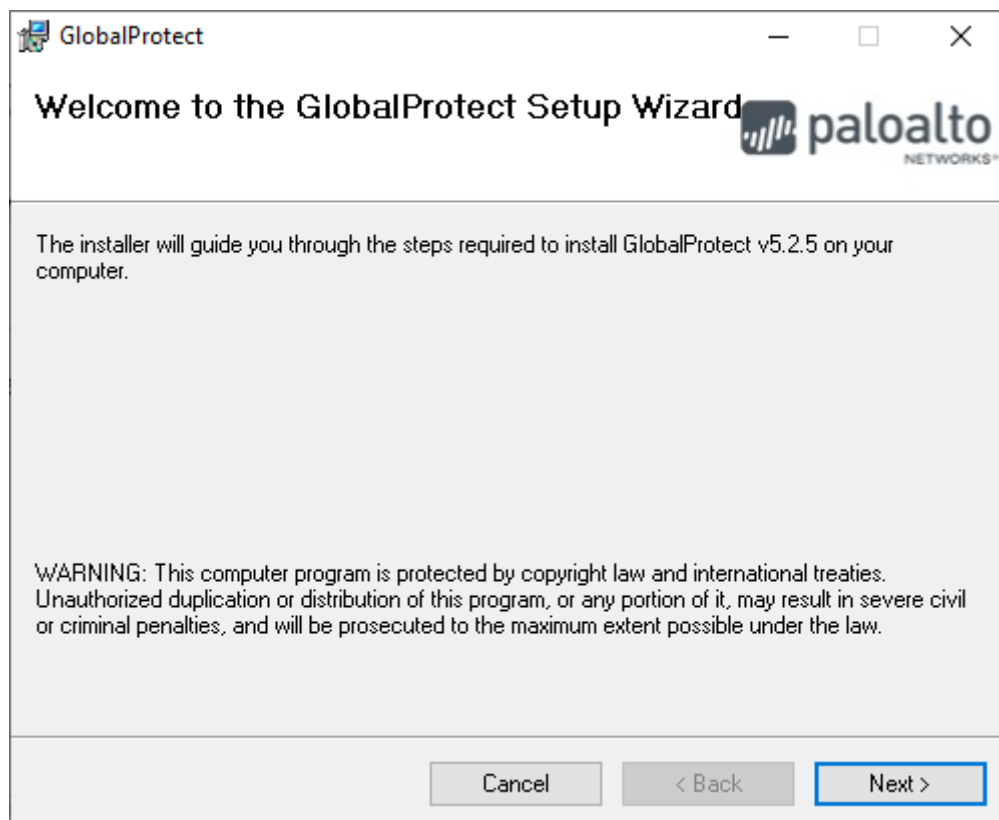 GlobalProtect
Welcome to the GlobalProtect Setup Wizard
paloalto
NETWORKS®
The installer will guide you through the steps required to install GlobalProtect v5.2.5 on your
computer.
WARNING: This computer program is protected by copyright law and international treaties.
Unauthorized duplication or distribution of this program, or any portion of it, may result in severe civil
or criminal penalties, and will be prosecuted to the maximum extent possible under the law.
Cancel < Back Next >